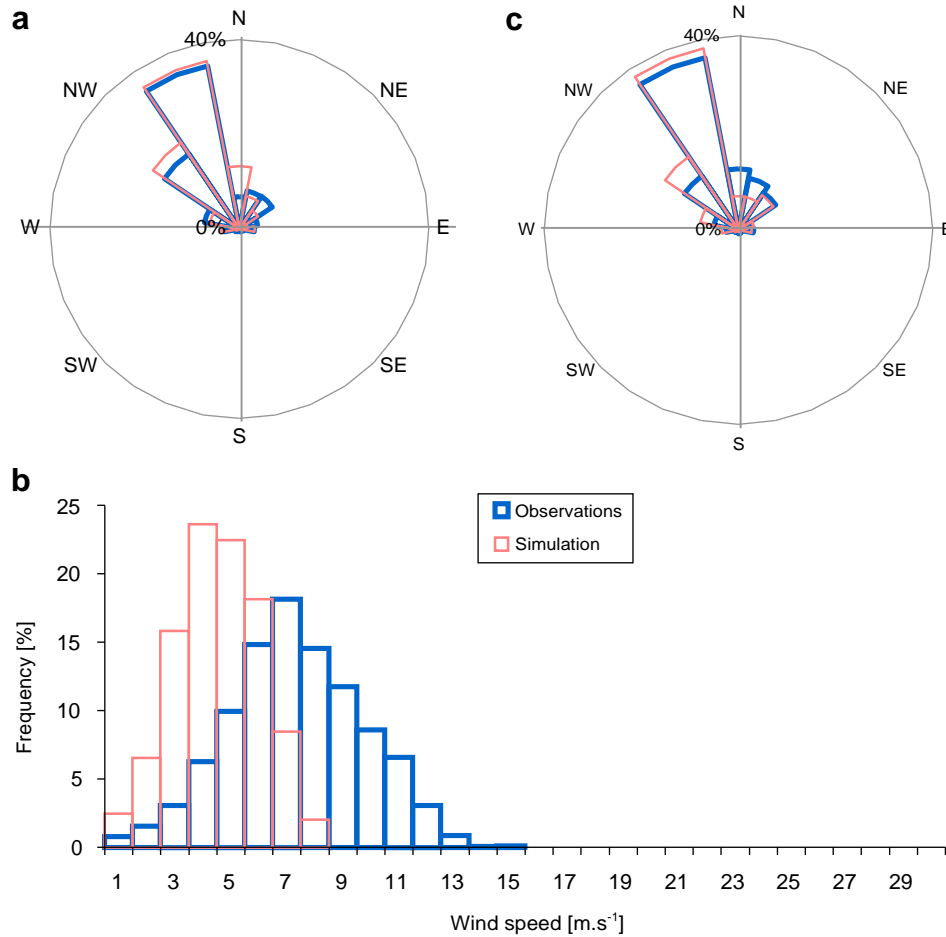 a
N
40%
NW
NE
W
0%
E
SW
SE
S
c
N
40%
NW
NE
W
0%
E
SW
SE
S
b
Frequency [%]
25
20
15
10
5
0
Observations
Simulation
1 3 5 7 9 11 13 15 17 19 21 23 25 27 29
Wind speed [m.s-1]